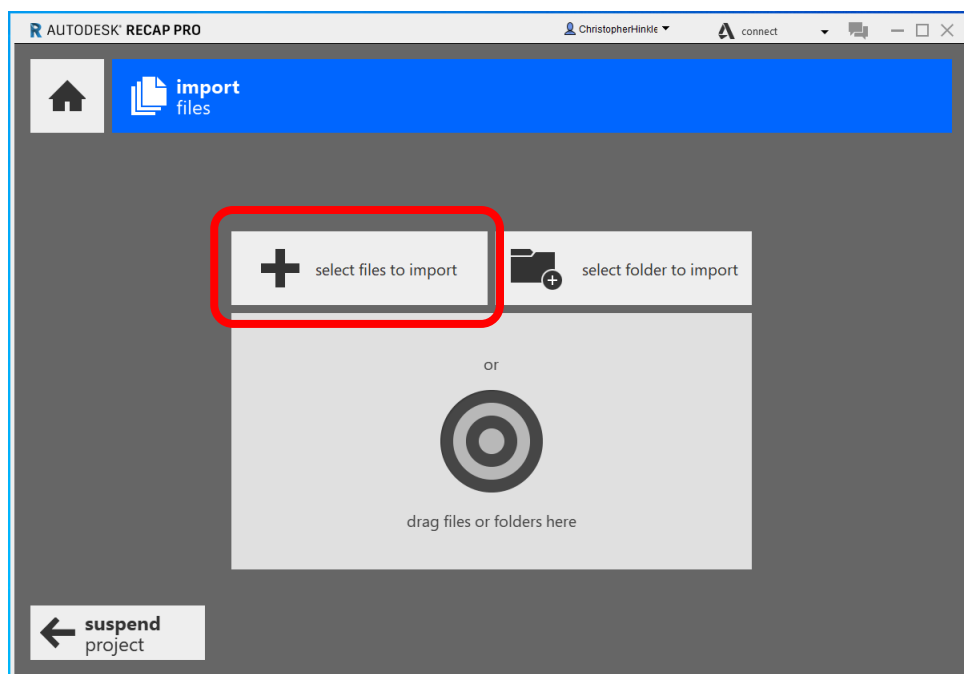 R AUTODESK® RECAP PRO ChristopherHinkle connect
import
files
select files to import select folder to import
or
drag files or folders here
suspend
project